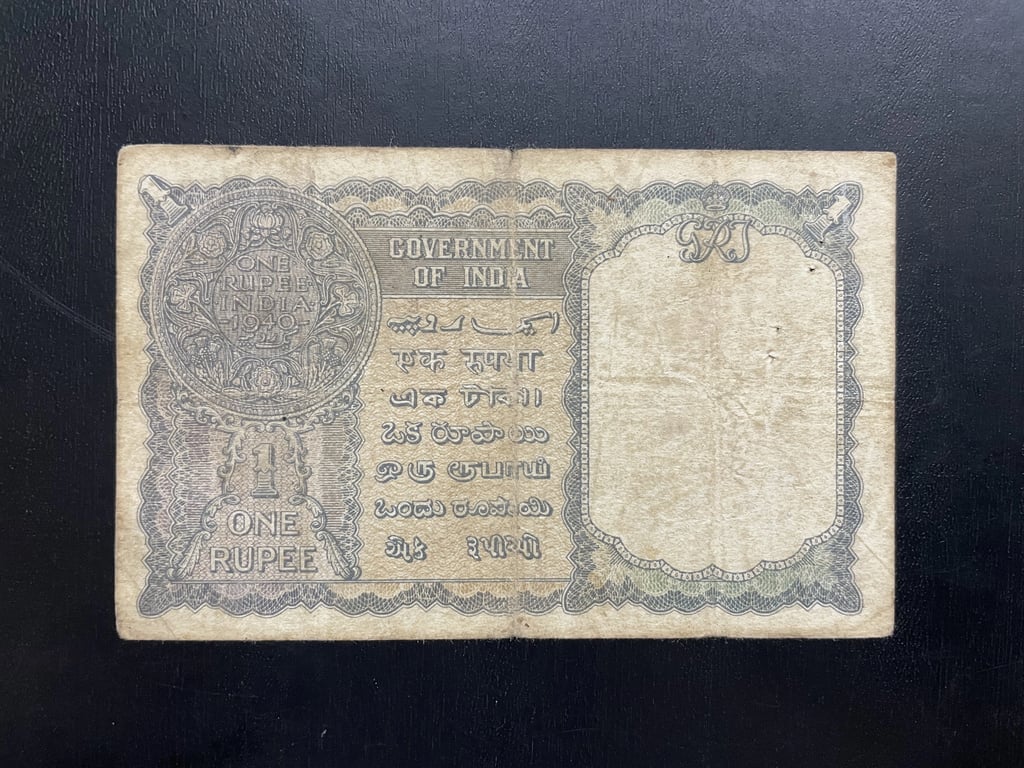 ONE
RUPEE
INDIA
1940
GRI
GOVERNMENT
OF INDIA
ایک روپیہ
एक रुपया
এক টাকা
ఒక రూపాయి
ஒரு ரூபாய்
ಒಂದು ರೂಪಾಯಿ
એક રૂપીઓ
1
ONE
RUPEE